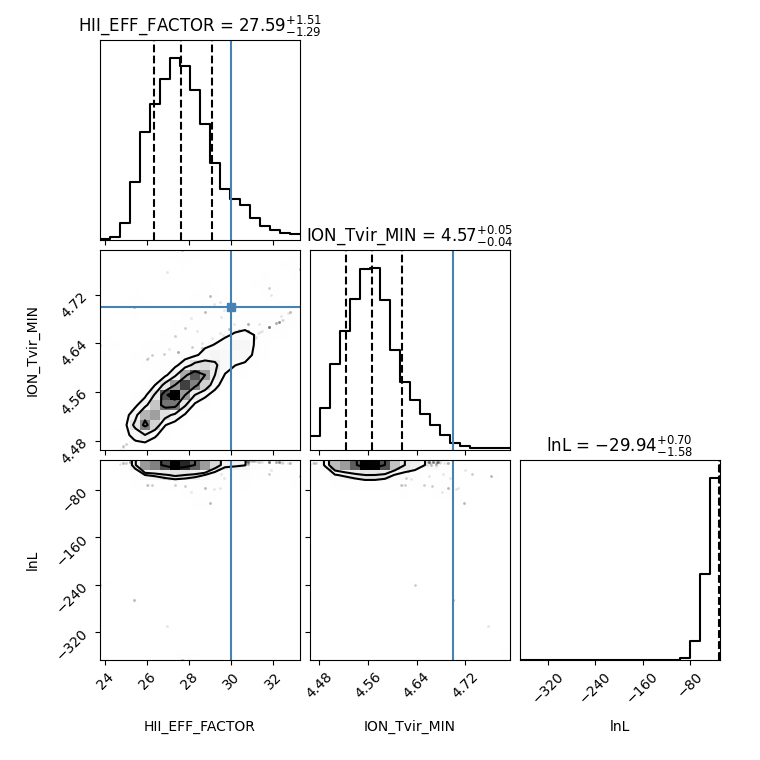 HII_EFF_FACTOR = 27.59+1.51−1.29
ION_Tvir_MIN = 4.57+0.05−0.04
ION_Tvir_MIN
4.72
4.64
4.56
4.48
lnL = −29.94+0.70−1.58
lnL
−80
−160
−240
−320
24 26 28 30 32
4.48 4.56 4.64 4.72
−320 −240 −160 −80
HII_EFF_FACTOR ION_Tvir_MIN lnL